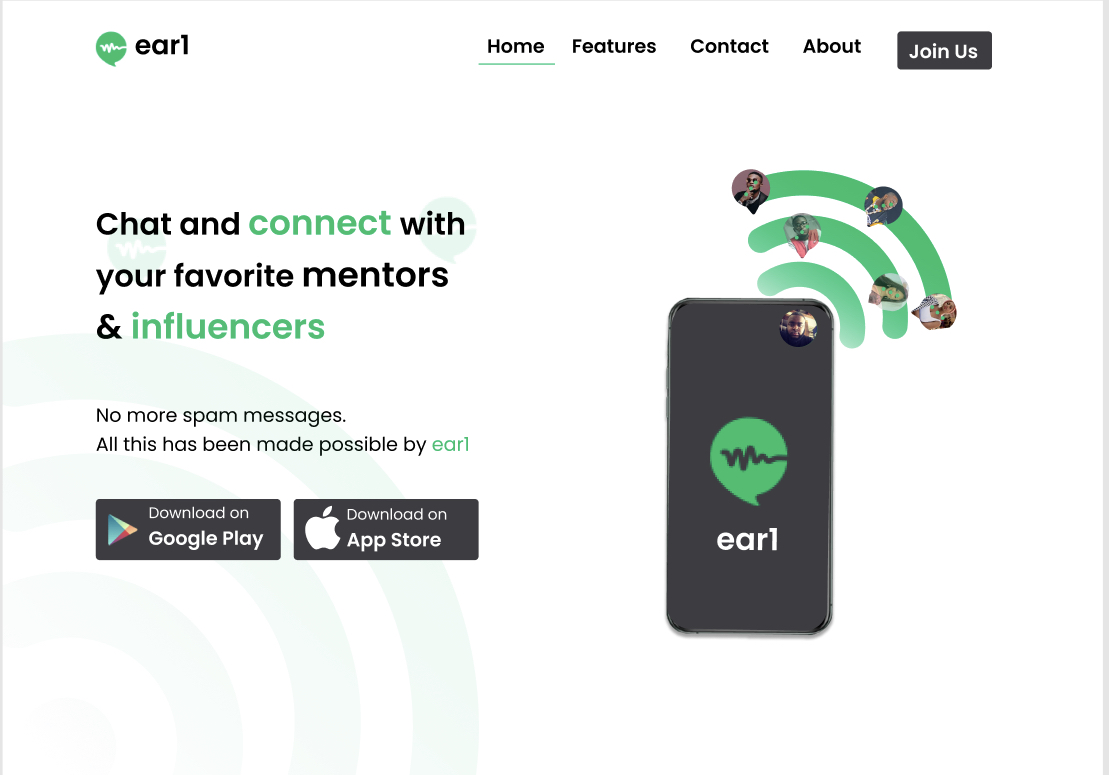 ear1
Home Features Contact About Join Us
Chat and connect with
your favorite mentors
& influencers
No more spam messages.
All this has been made possible by ear1
Download on
Google Play
Download on
App Store
ear1